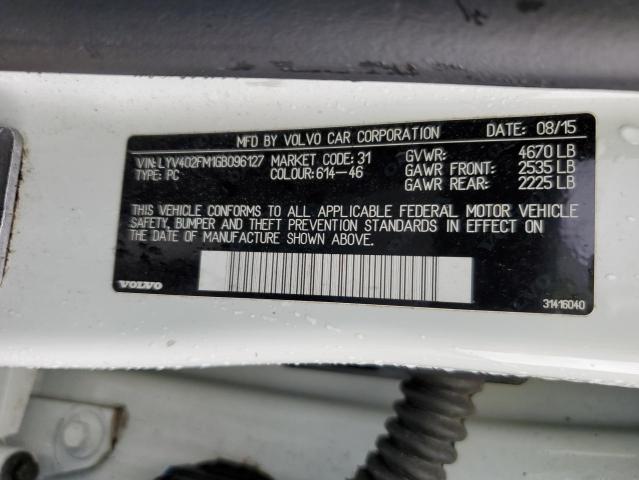 MFD BY VOLVO CAR CORPORATION DATE: 08/15
VIN: LYV402FM1GB096127 MARKET CODE: 31 GVWR: 4670 LB
TYPE: PC COLOUR: 614-46 GAWR FRONT: 2535 LB
GAWR REAR: 2225 LB
THIS VEHICLE CONFORMS TO ALL APPLICABLE FEDERAL MOTOR VEHICLE
SAFETY, BUMPER AND THEFT PREVENTION STANDARDS IN EFFECT ON
THE DATE OF MANUFACTURE SHOWN ABOVE.
VOLVO 31416040